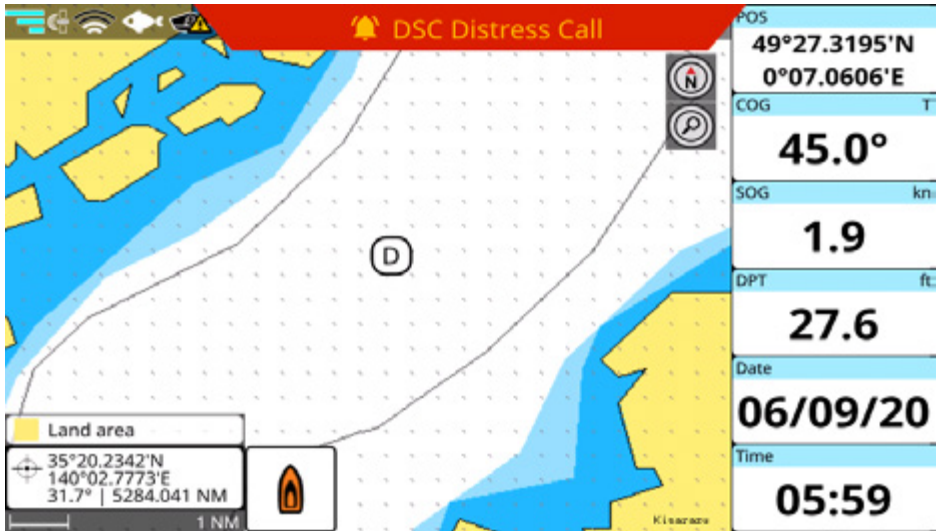 DSC Distress Call
N
D
Land area
35°20.2342'N
140°02.7773'E
31.7° | 5284.041 NM
1 NM
Kisarazu
POS
49°27.3195'N
0°07.0606'E
COG T
45.0°
SOG kn
1.9
DPT ft
27.6
Date
06/09/20
Time
05:59